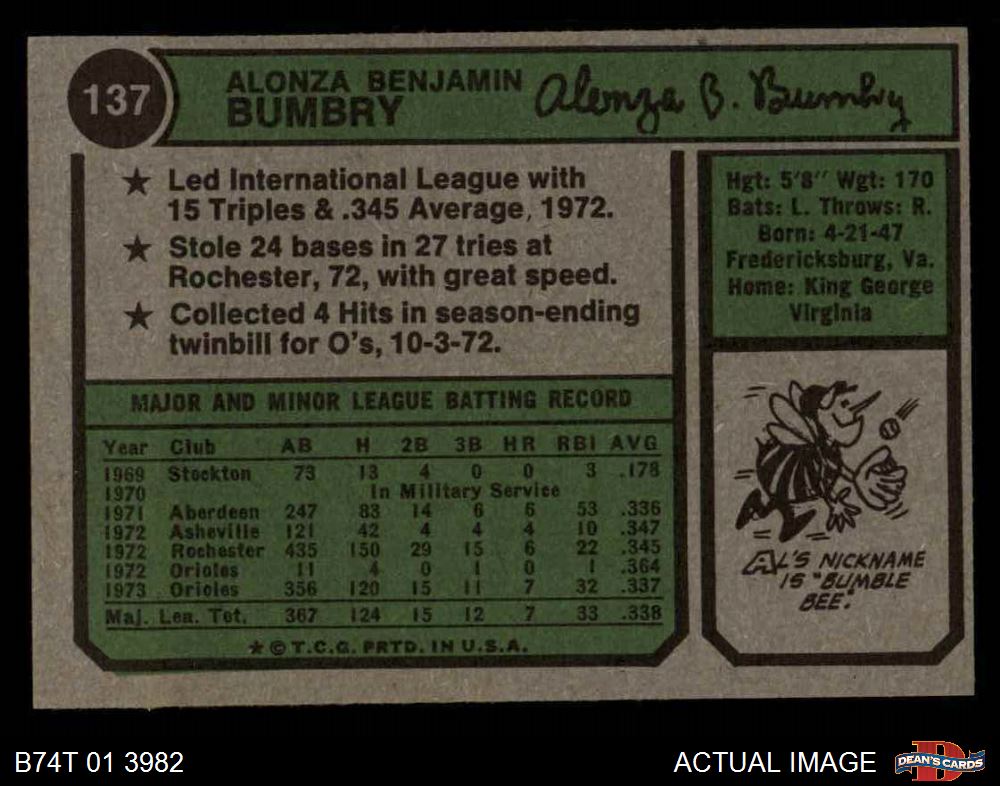 137
ALONZA BENJAMIN
BUMBRY
Alonza B. Bumbry
★ Led International League with
15 Triples & .345 Average, 1972.
★ Stole 24 bases in 27 tries at
Rochester, 72, with great speed.
★ Collected 4 Hits in season-ending
twinbill for O's, 10-3-72.
Hgt: 5'8" Wgt: 170
Bats: L. Throws: R.
Born: 4-21-47
Fredericksburg, Va.
Home: King George
Virginia
MAJOR AND MINOR LEAGUE BATTING RECORD
Year Club AB H 2B 3B HR RBI AVG
1969 Stockton 73 13 4 0 0 3 .178
1970 In Military Service
1971 Aberdeen 247 83 14 6 6 53 .336
1972 Asheville 121 42 4 4 4 10 .347
1972 Rochester 435 150 29 15 6 22 .345
1972 Orioles 11 4 0 1 0 1 .364
1973 Orioles 356 120 15 11 7 32 .337
Maj. Lea. Tot. 367 124 15 12 7 33 .338
★ © T.C.G. PRTD. IN U.S.A.
AL'S NICKNAME
IS "BUMBLE
BEE."
B74T 01 3982
ACTUAL IMAGE
D
DEAN'S CARDS